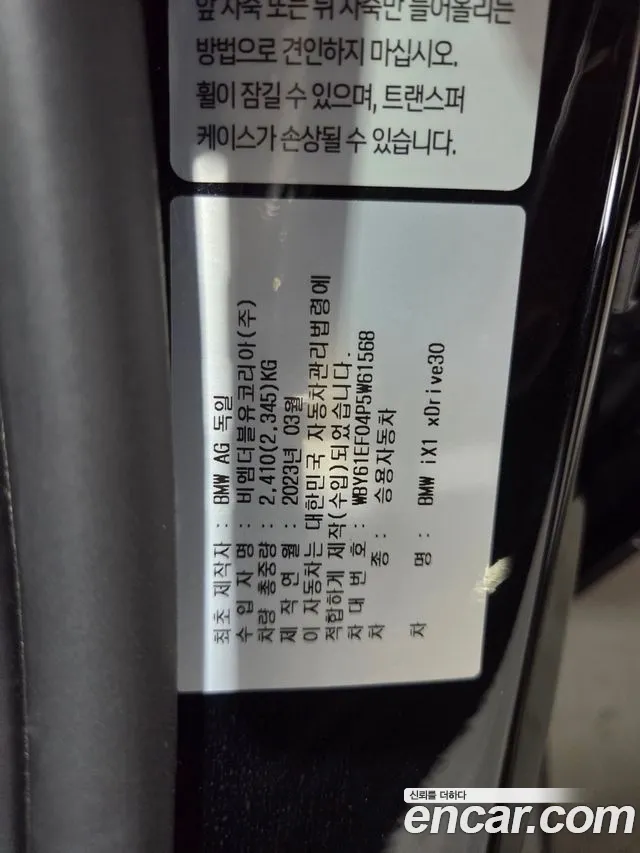 앞 차축 또는 뒤 차축만 들어올리는
방법으로 견인하지 마십시오.
휠이 잠길 수 있으며, 트랜스퍼
케이스가 손상될 수 있습니다.
최초 제작자 : BMW AG 독일
수 입 자 명 : 비엠더블유코리아(주)
차량 총중량 : 2,410(2,345)KG
제 작 연 월 : 2023년 03월
이 자동차는 대한민국 자동차관리법령에
적합하게 제작(수입)되었습니다.
차 대 번 호 : WBY61EF04P5W61568
차 종 : 승용자동차
차 명 : BMW iX1 xDrive30
신뢰를 더하다
encar.com